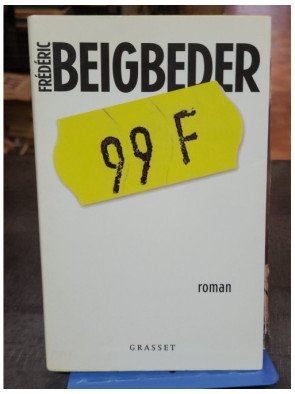 FRÉDÉRIC
BEIGBEDER
99 F
roman
GRASSET